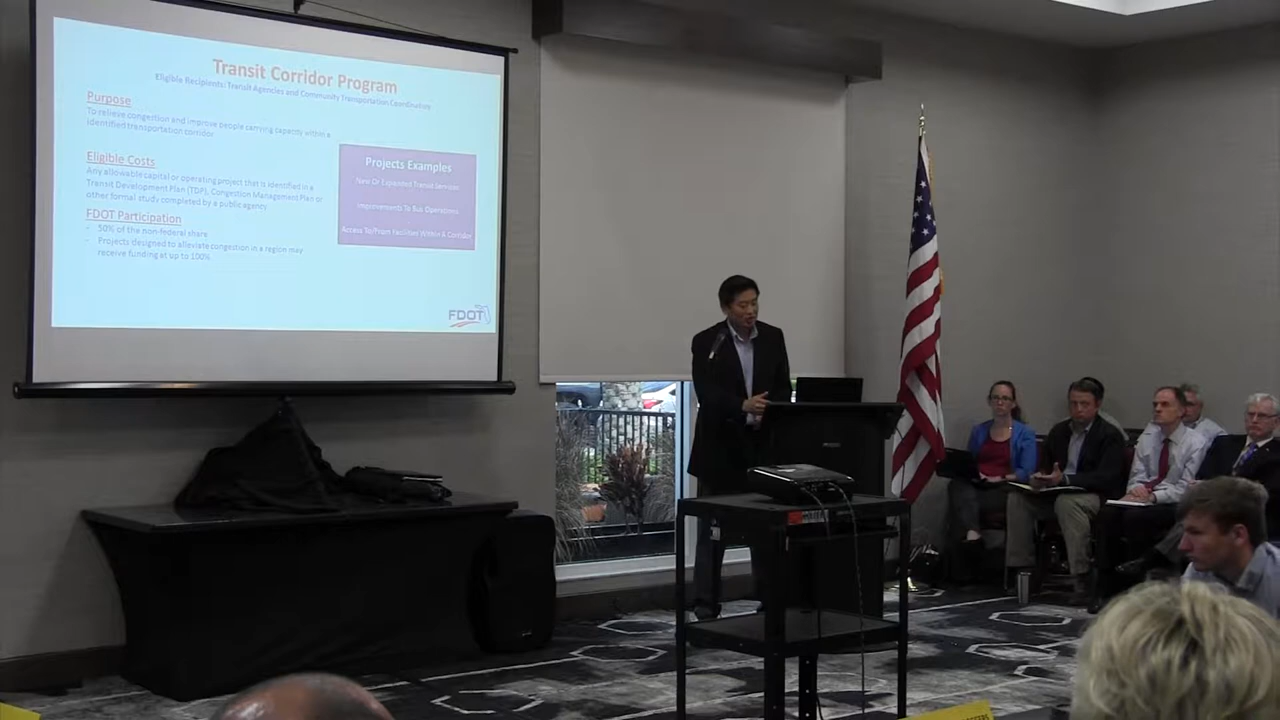 Transit Corridor Program
Eligible Recipients: Transit Agencies and Community Transportation Coordinators
Purpose
To relieve congestion and improve people carrying capacity within a
identified transportation corridor
Eligible Costs
Any allowable capital or operating project that is identified in a
Transit Development Plan (TDP), Congestion Management Plan or
other formal study completed by a public agency
FDOT Participation
- 50% of the non-federal share
- Projects designed to alleviate congestion in a region may
receive funding at up to 100%
Projects Examples
New Or Expanded Transit Services
Improvements To Bus Operations
Access To/From Facilities Within A Corridor
FDOT